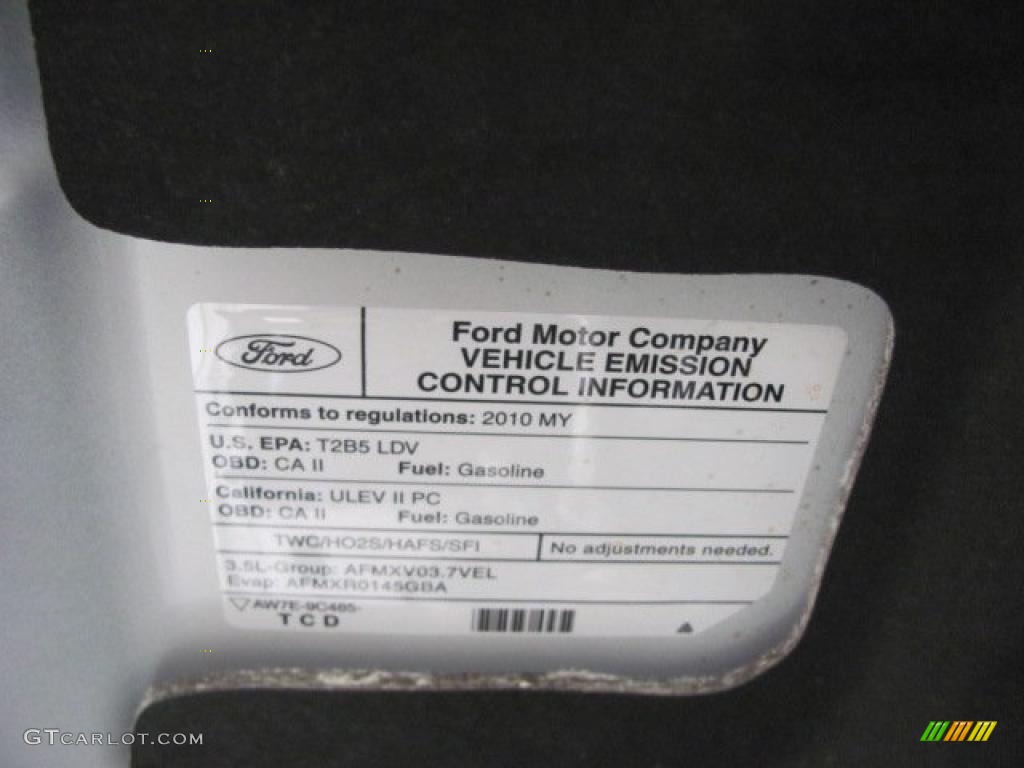 Ford
Ford Motor Company
VEHICLE EMISSION
CONTROL INFORMATION
Conforms to regulations: 2010 MY
U.S. EPA: T2B5 LDV
OBD: CA II Fuel: Gasoline
California: ULEV II PC
OBD: CA II Fuel: Gasoline
TWC/HO2S/HAFS/SFI No adjustments needed.
3.5L-Group: AFMXV03.7VEL
Evap: AFMXR0145GBA
AW7E-9C485-
TCD
GTCARLOT.COM